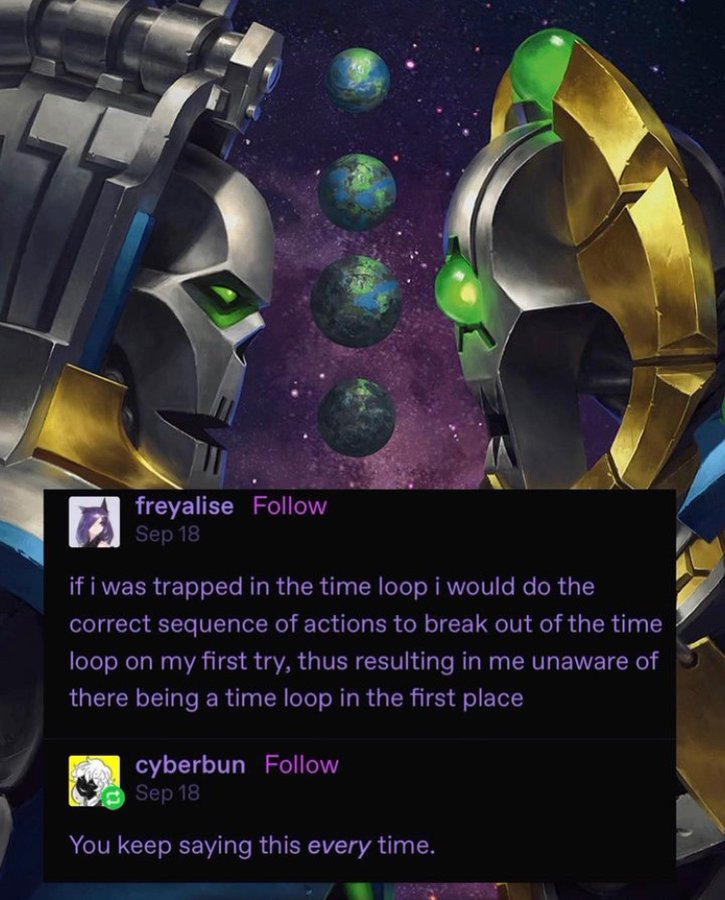 freyalise Follow
Sep 18
if i was trapped in the time loop i would do the
correct sequence of actions to break out of the time
loop on my first try, thus resulting in me unaware of
there being a time loop in the first place
cyberbun Follow
Sep 18
You keep saying this every time.